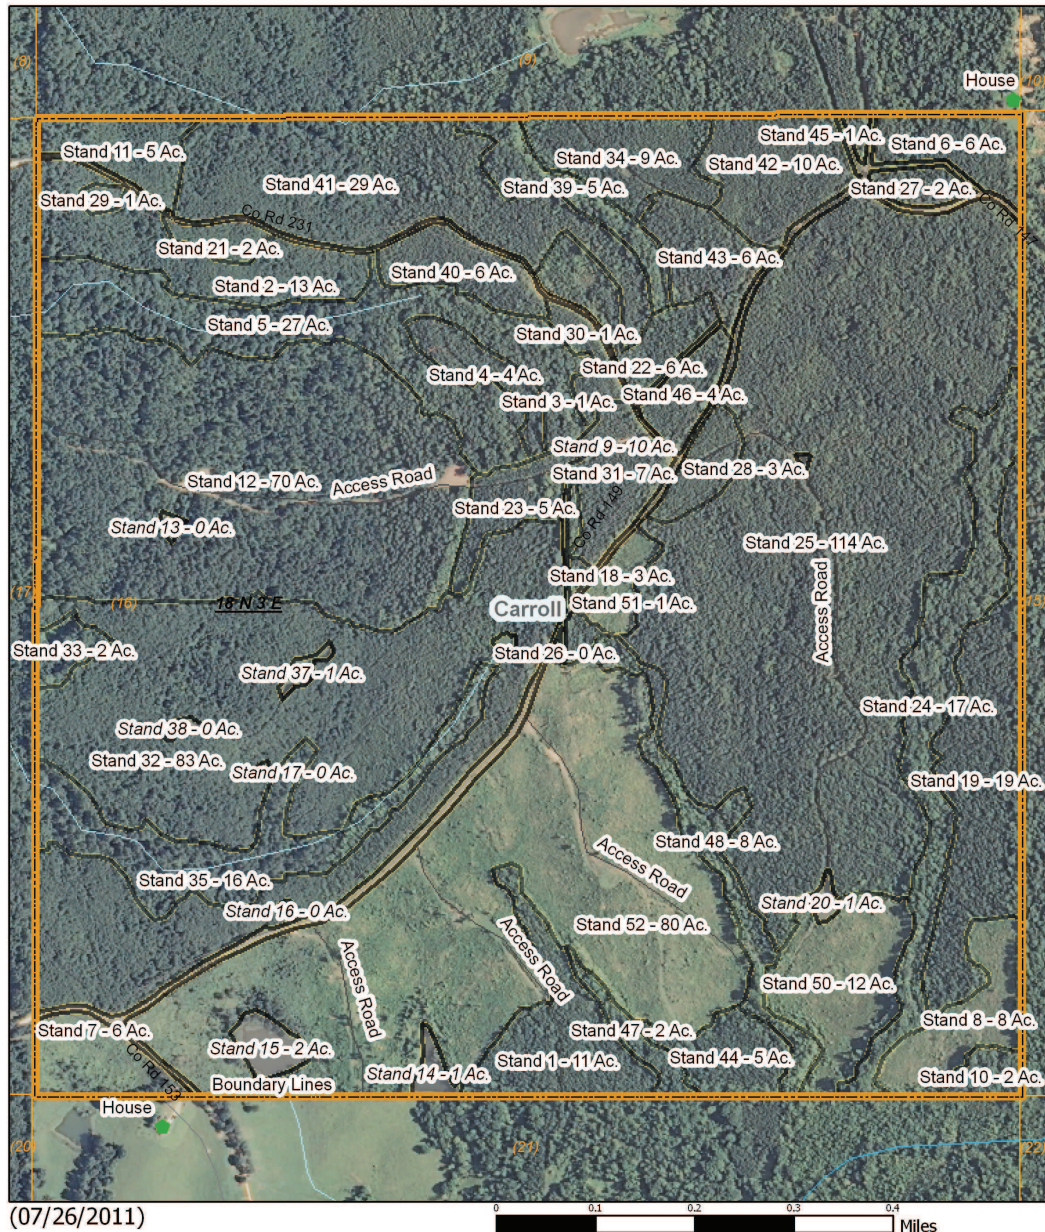 (8)
(9)
(10)
House
Stand 11 - 5 Ac.
Stand 45 - 1 Ac.
Stand 6 - 6 Ac.
Stand 34 - 9 Ac.
Stand 42 - 10 Ac.
Stand 41 - 29 Ac.
Stand 39 - 5 Ac.
Stand 27 - 2 Ac.
Stand 29 - 1 Ac.
Co Rd 231
Co Rd
Stand 21 - 2 Ac.
Stand 43 - 6 Ac.
Stand 40 - 6 Ac.
Stand 2 - 13 Ac.
Stand 5 - 27 Ac.
Stand 30 - 1 Ac.
Stand 4 - 4 Ac.
Stand 22 - 6 Ac.
Stand 3 - 1 Ac.
Stand 46 - 4 Ac.
Stand 9 - 10 Ac.
Stand 12 - 70 Ac.
Access Road
Stand 31 - 7 Ac.
Stand 28 - 3 Ac.
Stand 23 - 5 Ac.
Co Rd 149
Stand 13 - 0 Ac.
Stand 25 - 114 Ac.
Stand 18 - 3 Ac.
(17)
(16)
18 N 3 E
Carroll
Stand 51 - 1 Ac.
Access Road
(15)
Stand 33 - 2 Ac.
Stand 26 - 0 Ac.
Stand 37 - 1 Ac.
Stand 24 - 17 Ac.
Stand 38 - 0 Ac.
Stand 32 - 83 Ac.
Stand 17 - 0 Ac.
Stand 19 - 19 Ac.
Stand 48 - 8 Ac.
Access Road
Stand 35 - 16 Ac.
Stand 16 - 0 Ac.
Stand 20 - 1 Ac.
Stand 52 - 80 Ac.
Access Road
Access Road
Stand 50 - 12 Ac.
Stand 7 - 6 Ac.
Stand 8 - 8 Ac.
Stand 47 - 2 Ac.
Stand 15 - 2 Ac.
Stand 1 - 11 Ac.
Stand 44 - 5 Ac.
Co Rd 153
Stand 14 - 1 Ac.
Stand 10 - 2 Ac.
Boundary Lines
House
(20)
(21)
(22)
(07/26/2011)
0 0.1 0.2 0.3 0.4
Miles